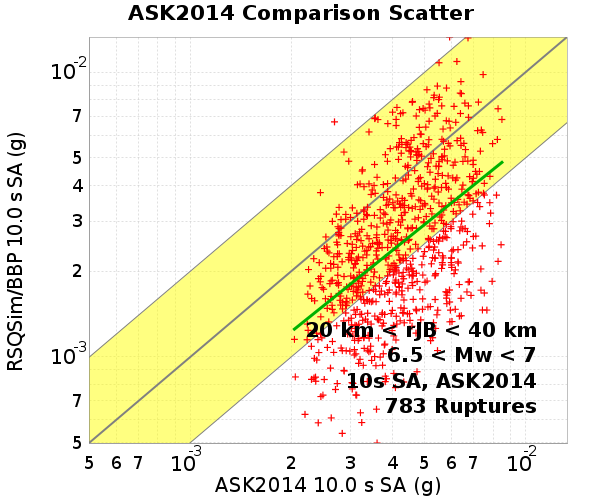 ASK2014 Comparison Scatter
RSQSim/BBP 10.0 s SA (g)
10-2
7
5
4
3
2
10-3
7
5
20 km < rJB < 40 km
6.5 < Mw < 7
10s SA, ASK2014
783 Ruptures
5 6 7 10-3 2 3 4 5 6 7 10-2
ASK2014 10.0 s SA (g)